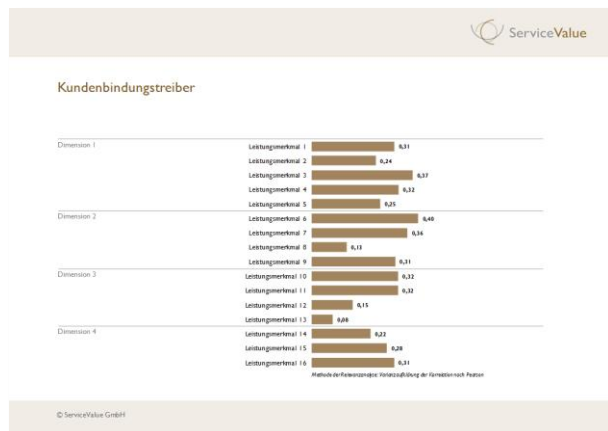 ServiceValue
Kundenbindungstreiber
Dimension 1
Leistungsmerkmal 1 0,31
Leistungsmerkmal 2 0,24
Leistungsmerkmal 3 0,37
Leistungsmerkmal 4 0,32
Leistungsmerkmal 5 0,25
Dimension 2
Leistungsmerkmal 6 0,40
Leistungsmerkmal 7 0,36
Leistungsmerkmal 8 0,13
Leistungsmerkmal 9 0,31
Dimension 3
Leistungsmerkmal 10 0,32
Leistungsmerkmal 11 0,32
Leistungsmerkmal 12 0,15
Leistungsmerkmal 13 0,08
Dimension 4
Leistungsmerkmal 14 0,22
Leistungsmerkmal 15 0,28
Leistungsmerkmal 16 0,31
Methode der Relevanzanalyse: Varianzaufklärung der Korrelation nach Pearson
© ServiceValue GmbH